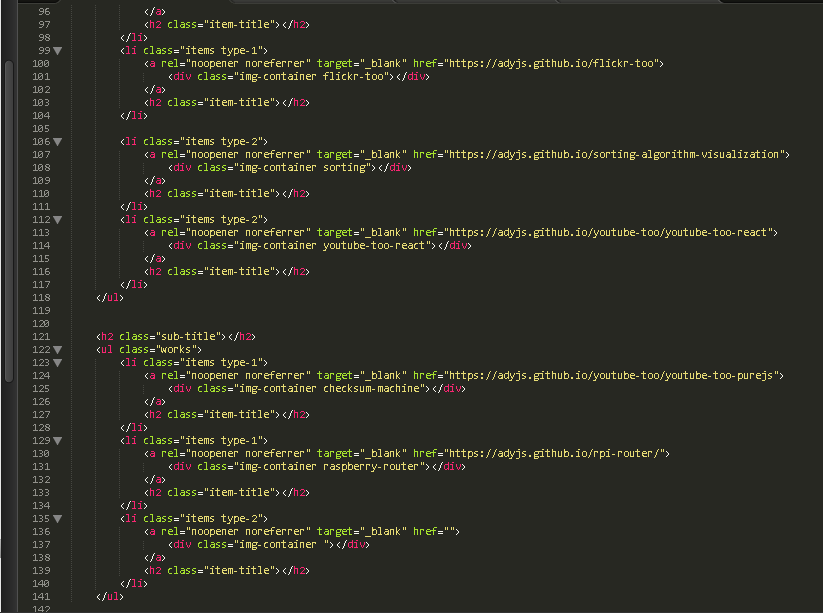 96 </a>
97 <h2 class="item-title"></h2>
98 </li>
99 <li class="items type-1">
100 <a rel="noopener noreferrer" target="_blank" href="https://adyjs.github.io/flickr-too">
101 <div class="img-container flickr-too"></div>
102 </a>
103 <h2 class="item-title"></h2>
104 </li>
105
106 <li class="items type-2">
107 <a rel="noopener noreferrer" target="_blank" href="https://adyjs.github.io/sorting-algorithm-visualization">
108 <div class="img-container sorting"></div>
109 </a>
110 <h2 class="item-title"></h2>
111 </li>
112 <li class="items type-2">
113 <a rel="noopener noreferrer" target="_blank" href="https://adyjs.github.io/youtube-too/youtube-too-react">
114 <div class="img-container youtube-too-react"></div>
115 </a>
116 <h2 class="item-title"></h2>
117 </li>
118 </ul>
119
120
121 <h2 class="sub-title"></h2>
122 <ul class="works">
123 <li class="items type-1">
124 <a rel="noopener noreferrer" target="_blank" href="https://adyjs.github.io/youtube-too/youtube-too-purejs">
125 <div class="img-container checksum-machine"></div>
126 </a>
127 <h2 class="item-title"></h2>
128 </li>
129 <li class="items type-1">
130 <a rel="noopener noreferrer" target="_blank" href="https://adyjs.github.io/rpi-router/">
131 <div class="img-container raspberry-router"></div>
132 </a>
133 <h2 class="item-title"></h2>
134 </li>
135 <li class="items type-2">
136 <a rel="noopener noreferrer" target="_blank" href="">
137 <div class="img-container "></div>
138 </a>
139 <h2 class="item-title"></h2>
140 </li>
141 </ul>
142